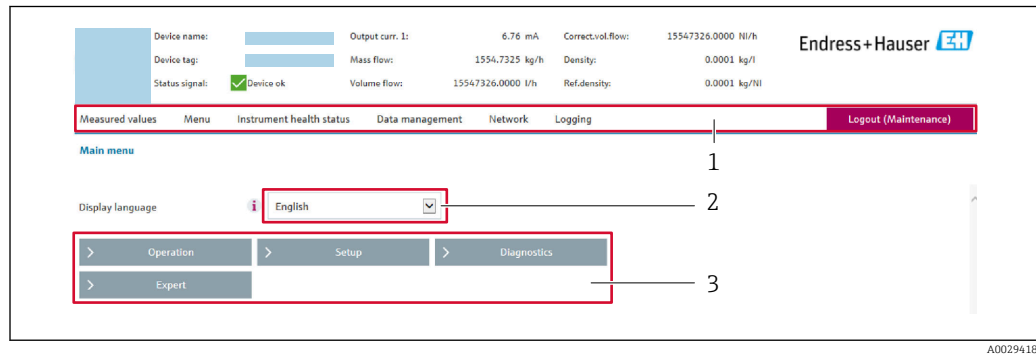 Device name: Output curr. 1: 6.76 mA Correct.vol.flow: 15547326.0000 Nl/h
Endress+Hauser EH
Device tag: Mass flow: 1554.7325 kg/h Density: 0.0001 kg/l
Status signal: Device ok Volume flow: 15547326.0000 l/h Ref.density: 0.0001 kg/Nl
Measured values Menu Instrument health status Data management Network Logging Logout (Maintenance)
1
Main menu
Display language i English 2
> Operation > Setup > Diagnostics
> Expert 3
A0029418